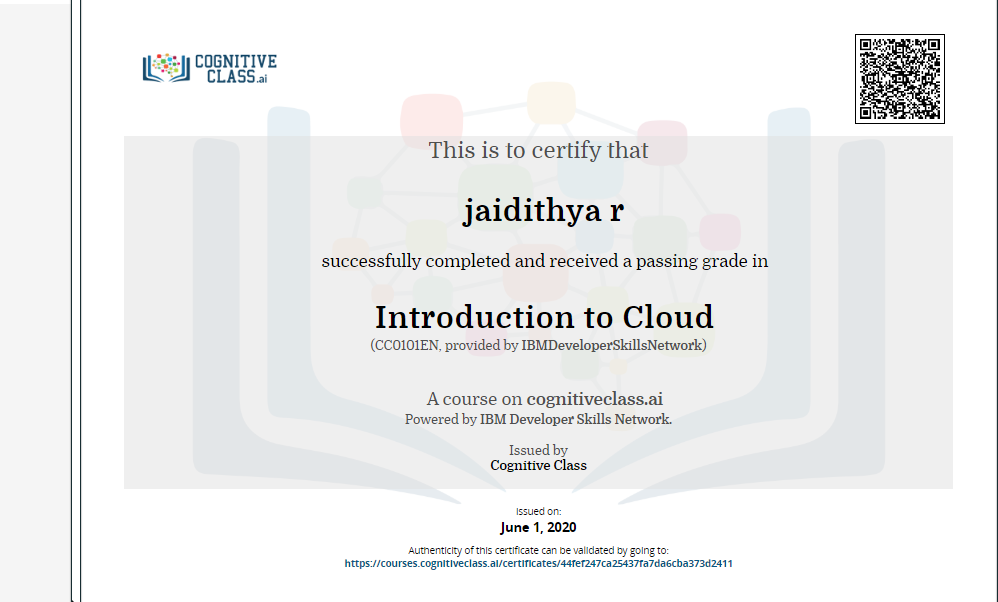 COGNITIVE
CLASS.ai
This is to certify that
jaidithya r
successfully completed and received a passing grade in
Introduction to Cloud
(CC0101EN, provided by IBMDeveloperSkillsNetwork)
A course on cognitiveclass.ai
Powered by IBM Developer Skills Network.
Issued by
Cognitive Class
Issued on:
June 1, 2020
Authenticity of this certificate can be validated by going to:
https://courses.cognitiveclass.ai/certificates/44fef247ca25437fa7da6cba373d2411